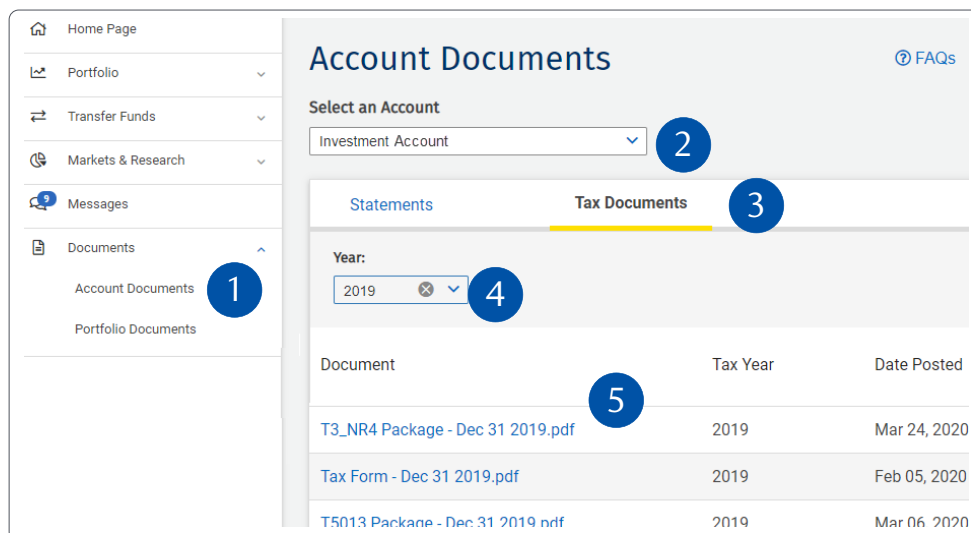 Home Page
Portfolio
Transfer Funds
Markets & Research
9
Messages
Documents
Account Documents
1
Portfolio Documents
Account Documents
FAQs
Select an Account
Investment Account
2
Statements
Tax Documents
3
Year:
2019
4
Document
Tax Year
Date Posted
5
T3_NR4 Package - Dec 31 2019.pdf
2019
Mar 24, 2020
Tax Form - Dec 31 2019.pdf
2019
Feb 05, 2020
T5013 Package - Dec 31 2019.pdf
2019
Mar 06, 2020